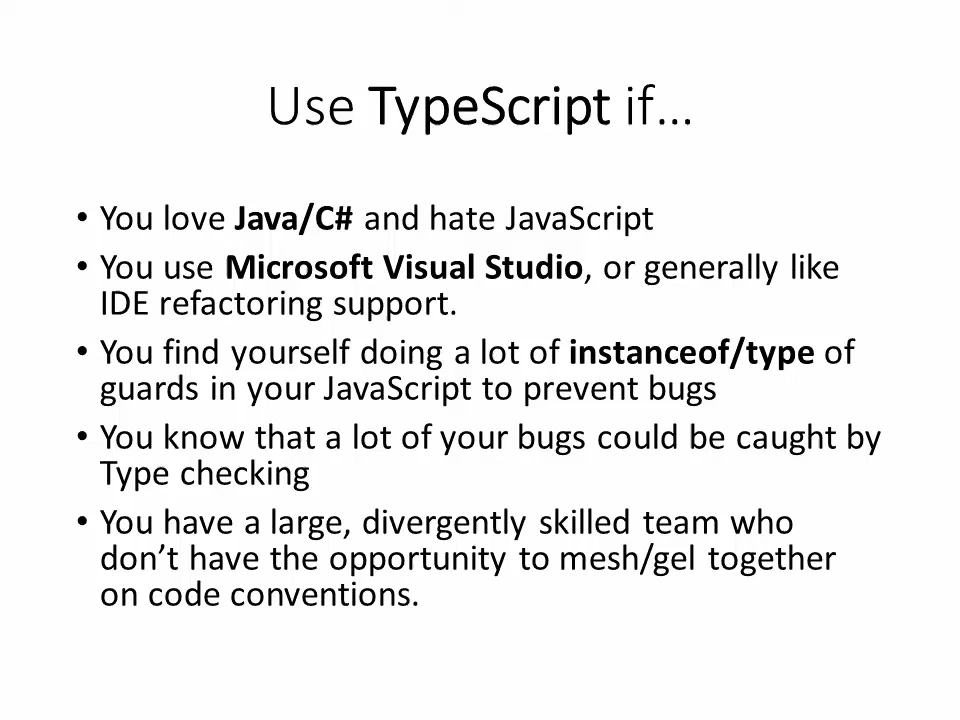 Use TypeScript if…
• You love Java/C# and hate JavaScript
• You use Microsoft Visual Studio, or generally like
IDE refactoring support.
• You find yourself doing a lot of instanceof/type of
guards in your JavaScript to prevent bugs
• You know that a lot of your bugs could be caught by
Type checking
• You have a large, divergently skilled team who
don’t have the opportunity to mesh/gel together
on code conventions.